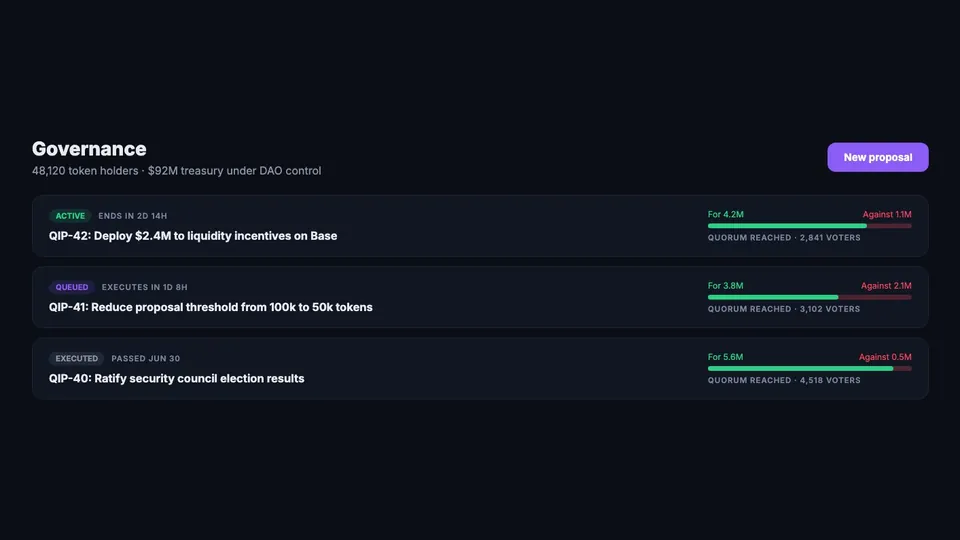 Governance
48,120 token holders · $92M treasury under DAO control
New proposal
ACTIVE ENDS IN 2D 14H
QIP-42: Deploy $2.4M to liquidity incentives on Base
For 4.2M Against 1.1M
QUORUM REACHED · 2,841 VOTERS
QUEUED EXECUTES IN 1D 8H
QIP-41: Reduce proposal threshold from 100k to 50k tokens
For 3.8M Against 2.1M
QUORUM REACHED · 3,102 VOTERS
EXECUTED PASSED JUN 30
QIP-40: Ratify security council election results
For 5.6M Against 0.5M
QUORUM REACHED · 4,518 VOTERS